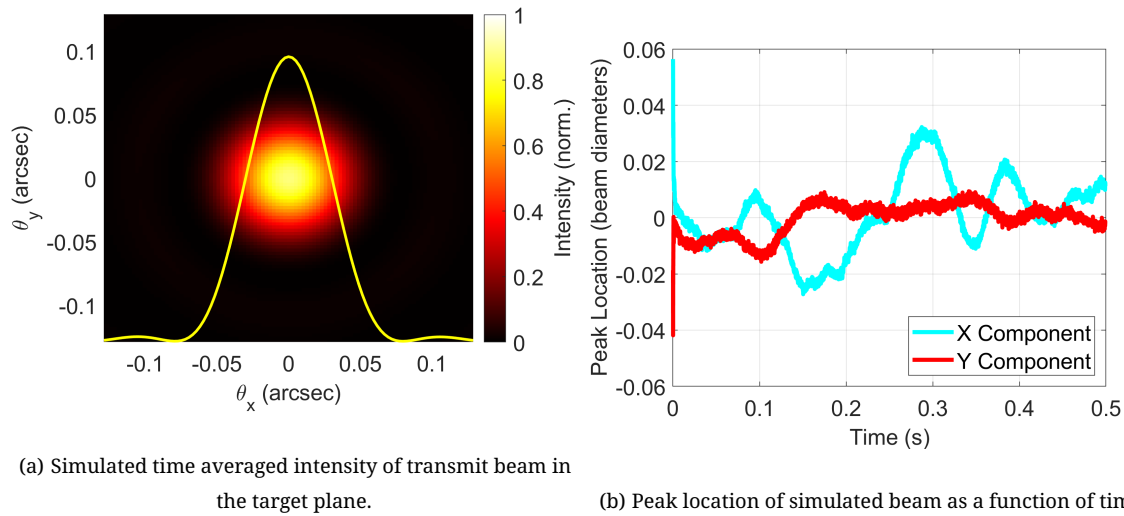 0.1
0.05
0
-0.05
-0.1
θy (arcsec)
-0.1
-0.05
0
0.05
0.1
θx (arcsec)
1
0.8
0.6
0.4
0.2
0
Intensity (norm.)
0.06
0.04
0.02
0
-0.02
-0.04
-0.06
Peak Location (beam diameters)
X Component
Y Component
0
0.1
0.2
0.3
0.4
0.5
Time (s)
(a) Simulated time averaged intensity of transmit beam in
the target plane.
(b) Peak location of simulated beam as a function of tim